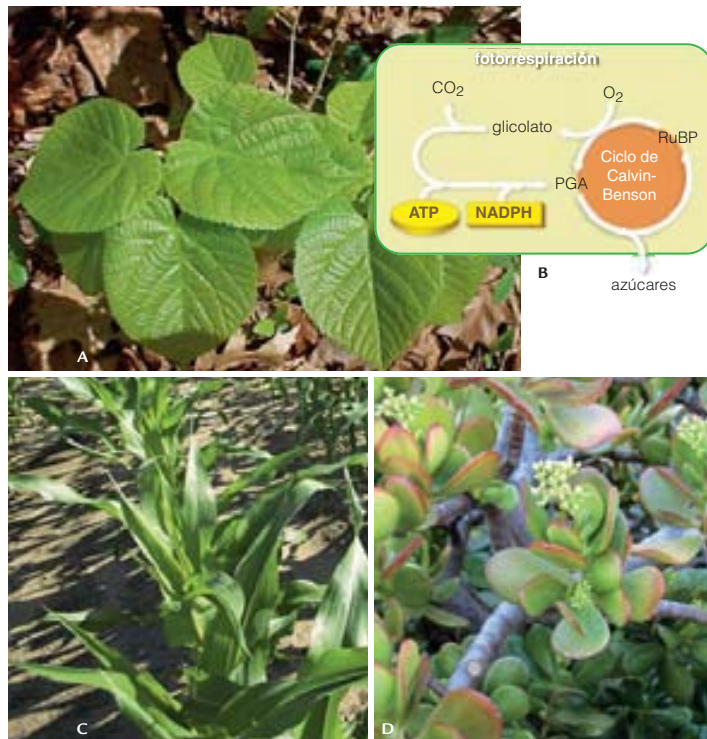 fotorrespiración
CO2
O2
glicolato
RuBP
Ciclo de
Calvin-
Benson
PGA
ATP
NADPH
B
azúcares
A
C
D